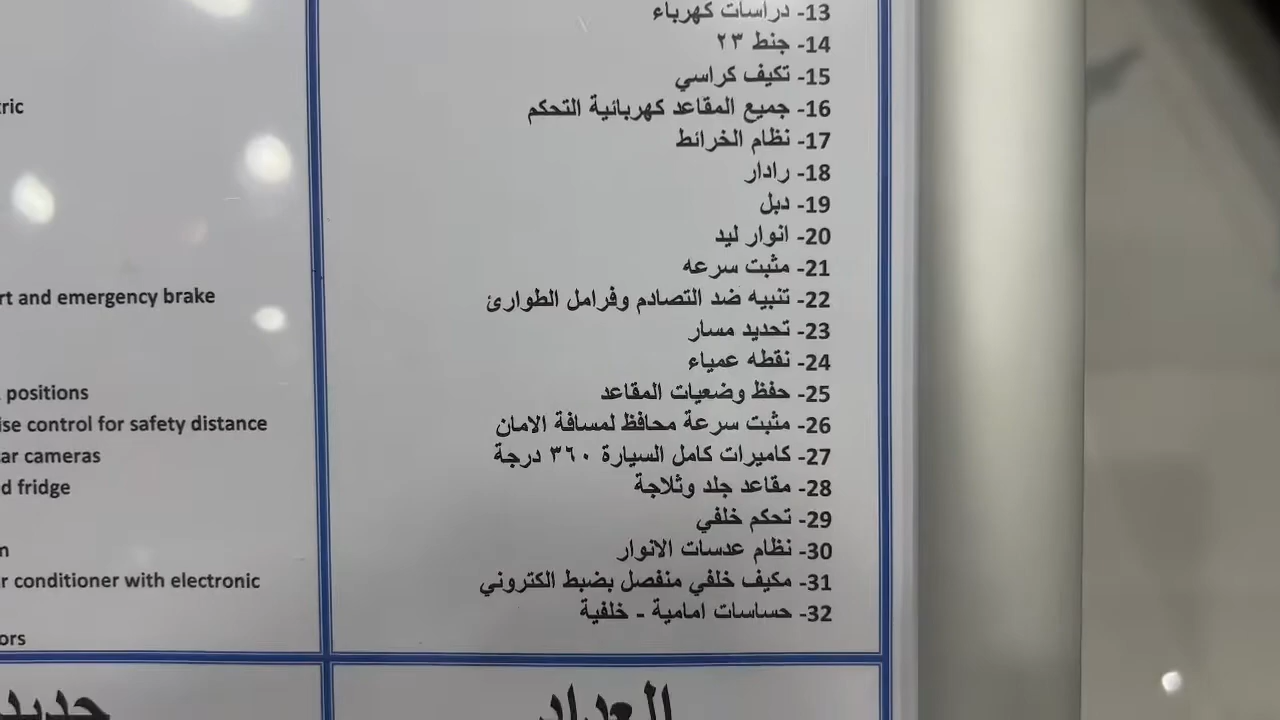 13- دراسات كهرباء
14- جنط ٢٣
15- تكيف كراسي
16- جميع المقاعد كهربائية التحكم
17- نظام الخرائط
18- رادار
19- دبل
20- انوار ليد
21- مثبت سرعه
22- تنبيه ضد التصادم وفرامل الطوارئ
23- تحديد مسار
24- نقطه عمياء
25- حفظ وضعيات المقاعد
26- مثبت سرعة محافظ لمسافة الامان
27- كاميرات كامل السيارة ٣٦٠ درجة
28- مقاعد جلد وثلاجة
29- تحكم خلفي
30- نظام عدسات الانوار
31- مكيف خلفي منفصل بضبط الكتروني
32- حساسات امامية - خلفية
العداد
tric
rt and emergency brake
positions
ise control for safety distance
ar cameras
d fridge
n
r conditioner with electronic
ors
جديد